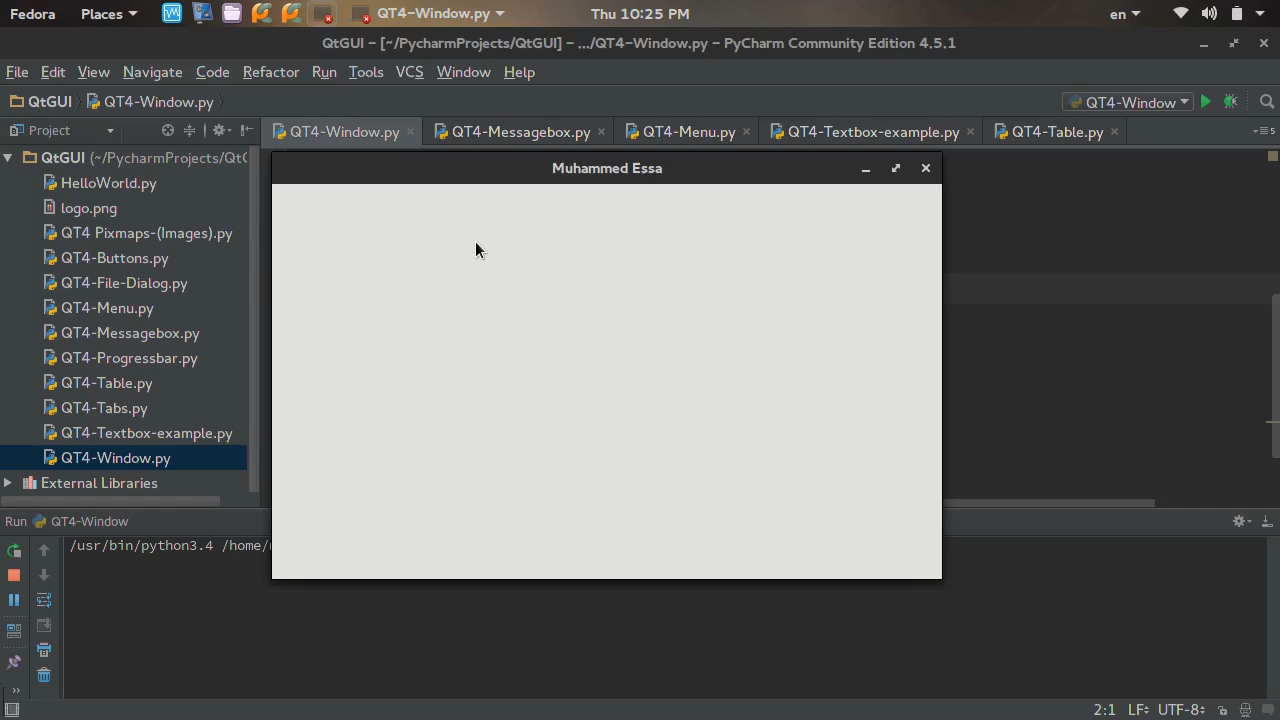 Fedora Places QT4-Window.py Thu 10:25 PM en
QtGUI – [~/PycharmProjects/QtGUI] – .../QT4-Window.py – PyCharm Community Edition 4.5.1
File Edit View Navigate Code Refactor Run Tools VCS Window Help
QtGUI QT4-Window.py QT4-Window
Project QT4-Window.py QT4-Messagebox.py QT4-Menu.py QT4-Textbox-example.py QT4-Table.py 5
QtGUI (~/PycharmProjects/QtG
Muhammed Essa
HelloWorld.py
logo.png
QT4 Pixmaps-(Images).py
QT4-Buttons.py
QT4-File-Dialog.py
QT4-Menu.py
QT4-Messagebox.py
QT4-Progressbar.py
QT4-Table.py
QT4-Tabs.py
QT4-Textbox-example.py
QT4-Window.py
External Libraries
Run QT4-Window
/usr/bin/python3.4 /home/
2:1 LF UTF-8